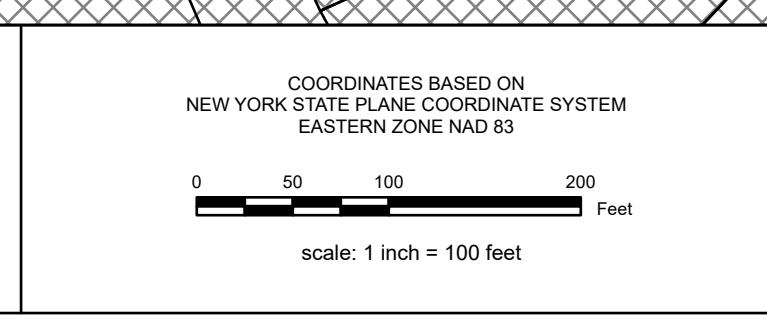 COORDINATES BASED ON
NEW YORK STATE PLANE COORDINATE SYSTEM
EASTERN ZONE NAD 83
0 50 100 200
Feet
scale: 1 inch = 100 feet